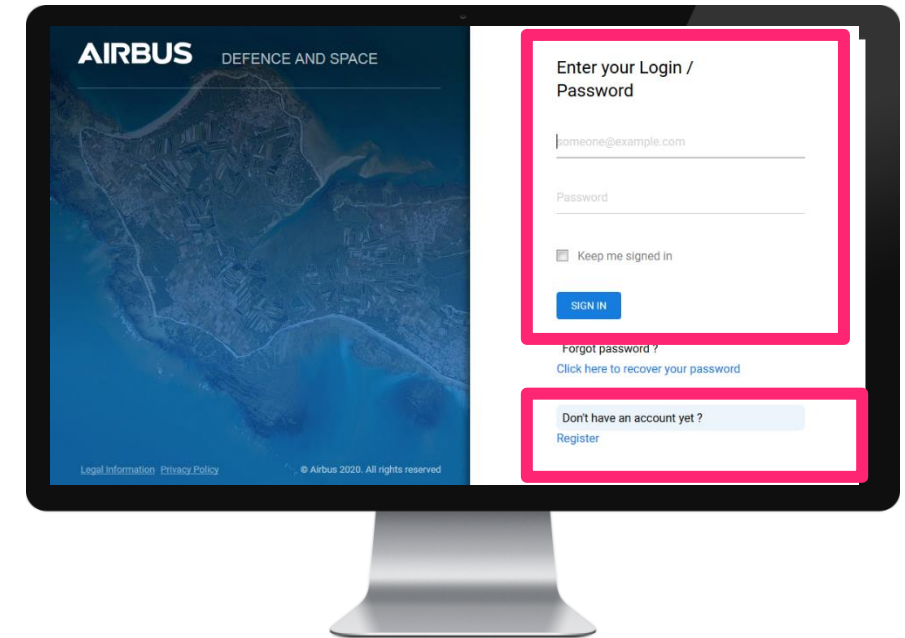 AIRBUS DEFENCE AND SPACE
Legal Information Privacy Policy © Airbus 2020. All rights reserved
Enter your Login /
Password
someone@example.com
Password
Keep me signed in
SIGN IN
Forgot password ?
Click here to recover your password
Don't have an account yet ?
Register